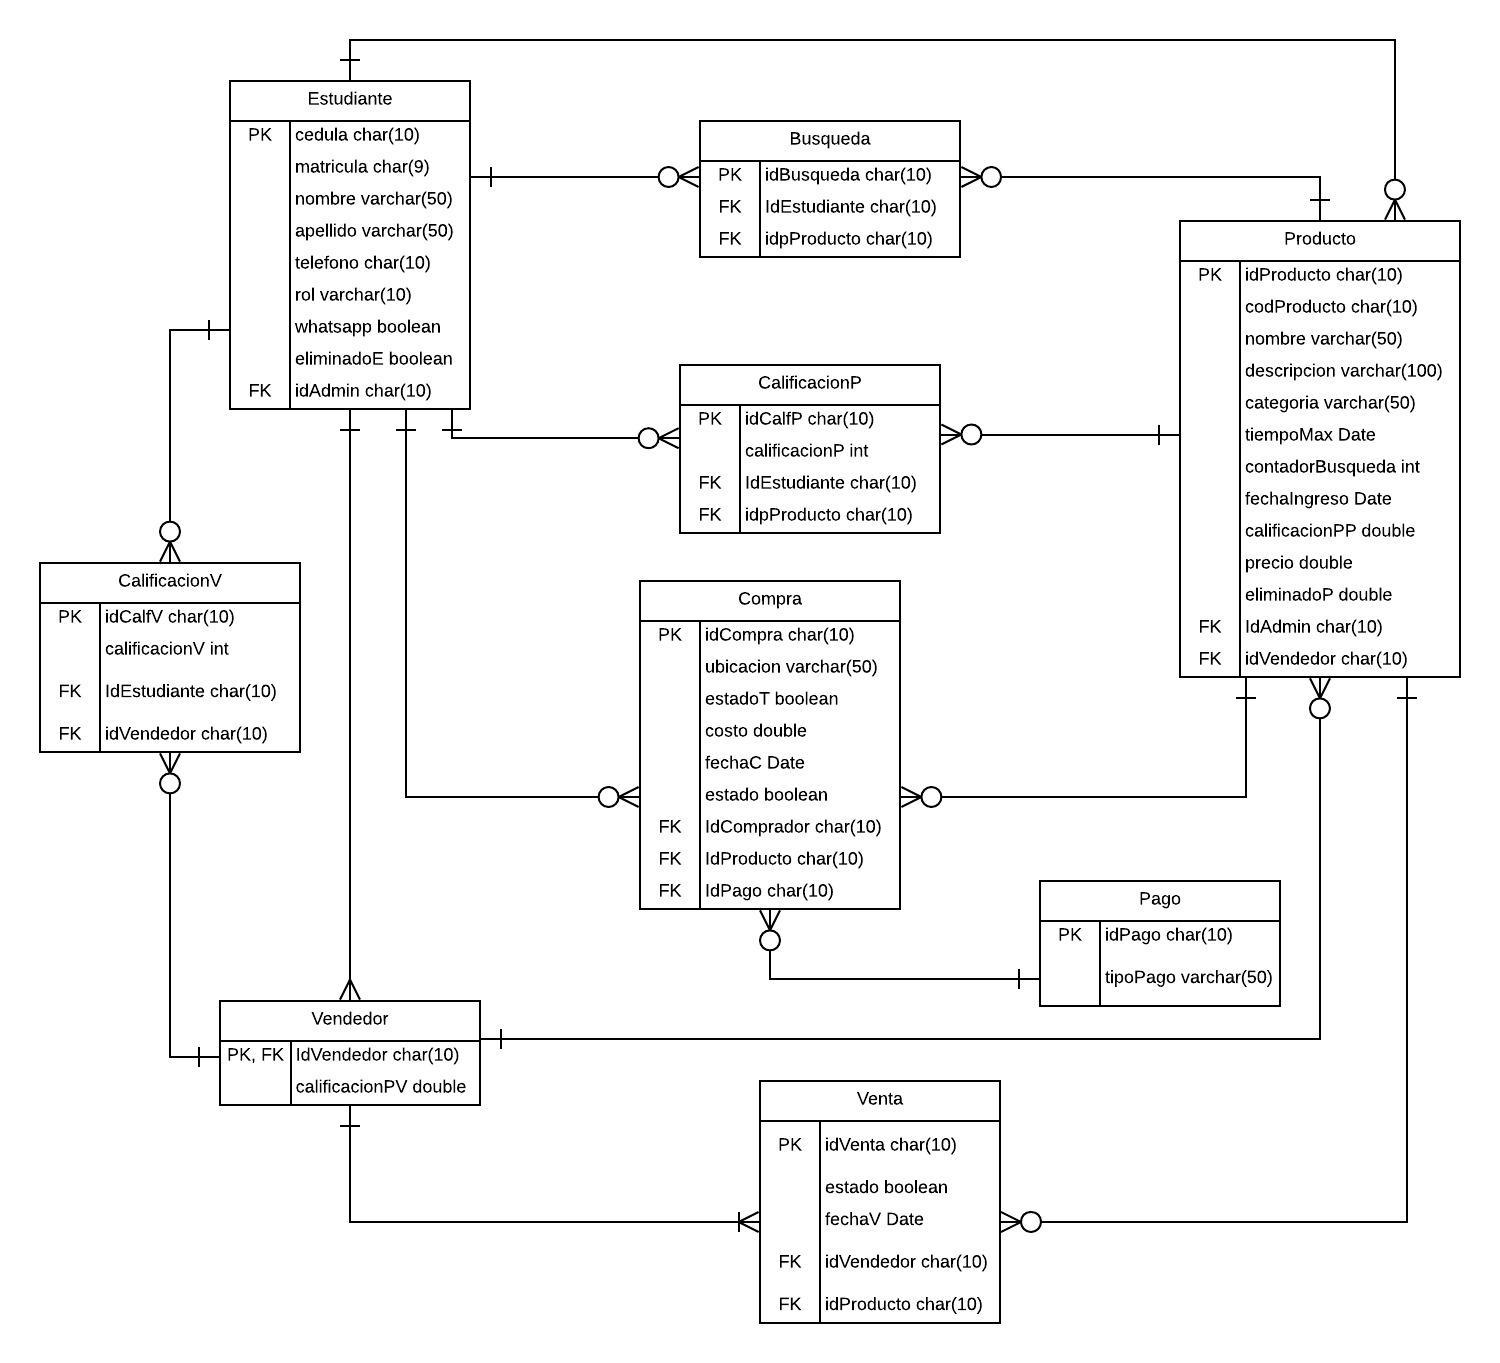 Estudiante
PK cedula char(10)
matricula char(9)
nombre varchar(50)
apellido varchar(50)
telefono char(10)
rol varchar(10)
whatsapp boolean
eliminadoE boolean
FK idAdmin char(10)
Busqueda
PK idBusqueda char(10)
FK IdEstudiante char(10)
FK idpProducto char(10)
Producto
PK idProducto char(10)
codProducto char(10)
nombre varchar(50)
descripcion varchar(100)
categoria varchar(50)
tiempoMax Date
contadorBusqueda int
fechaIngreso Date
calificacionPP double
precio double
eliminadoP double
FK IdAdmin char(10)
FK idVendedor char(10)
CalificacionP
PK idCalfP char(10)
calificacionP int
FK IdEstudiante char(10)
FK idpProducto char(10)
CalificacionV
PK idCalfV char(10)
calificacionV int
FK IdEstudiante char(10)
FK idVendedor char(10)
Compra
PK idCompra char(10)
ubicacion varchar(50)
estadoT boolean
costo double
fechaC Date
estado boolean
FK IdComprador char(10)
FK IdProducto char(10)
FK IdPago char(10)
Pago
PK idPago char(10)
tipoPago varchar(50)
Vendedor
PK, FK IdVendedor char(10)
calificacionPV double
Venta
PK idVenta char(10)
estado boolean
fechaV Date
FK idVendedor char(10)
FK idProducto char(10)